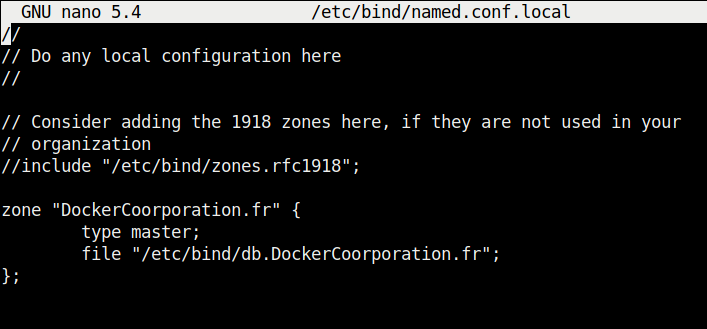 GNU nano 5.4 /etc/bind/named.conf.local
//
// Do any local configuration here
//
// Consider adding the 1918 zones here, if they are not used in your
// organization
//include "/etc/bind/zones.rfc1918";
zone "DockerCoorporation.fr" {
type master;
file "/etc/bind/db.DockerCoorporation.fr";
};